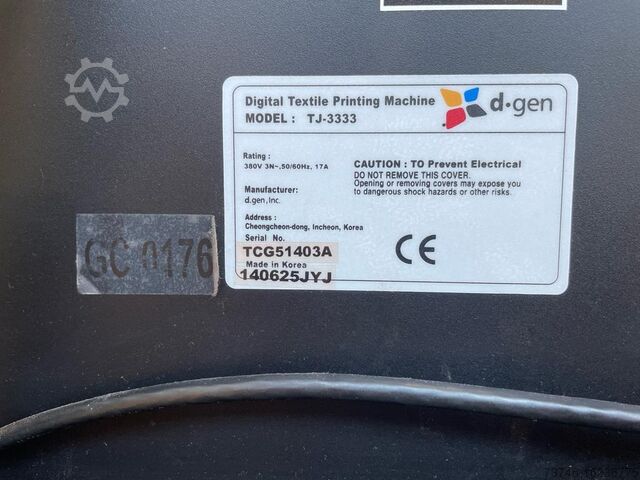 Digital Textile Printing Machine
MODEL : TJ-3333
d·gen
Rating :
380V 3N~,50/60Hz, 17A
Manufacturer:
d.gen,Inc.
Address :
Cheongcheon-dong, Incheon, Korea
Serial No.
TCG51403A
Made in Korea
140625JYJ
CAUTION : TO Prevent Electrical
DO NOT REMOVE THIS COVER.
Opening or removing covers may expose you
to dangerous shock hazards or other risks.
CE
GC 0176